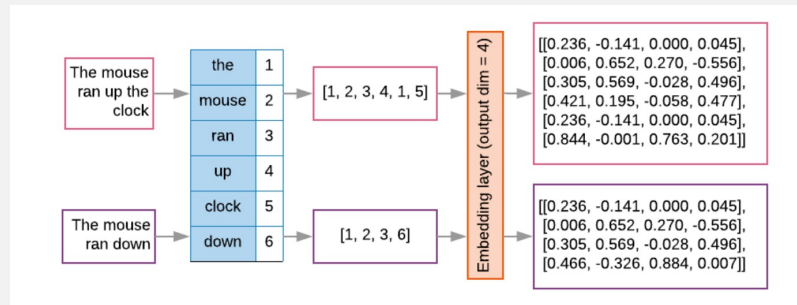 The mouse
ran up the
clock
the 1
mouse 2
ran 3
up 4
clock 5
down 6
[1, 2, 3, 4, 1, 5]
Embedding layer (output dim = 4)
[[0.236, -0.141, 0.000, 0.045],
[0.006, 0.652, 0.270, -0.556],
[0.305, 0.569, -0.028, 0.496],
[0.421, 0.195, -0.058, 0.477],
[0.236, -0.141, 0.000, 0.045],
[0.844, -0.001, 0.763, 0.201]]
The mouse
ran down
[1, 2, 3, 6]
[[0.236, -0.141, 0.000, 0.045],
[0.006, 0.652, 0.270, -0.556],
[0.305, 0.569, -0.028, 0.496],
[0.466, -0.326, 0.884, 0.007]]